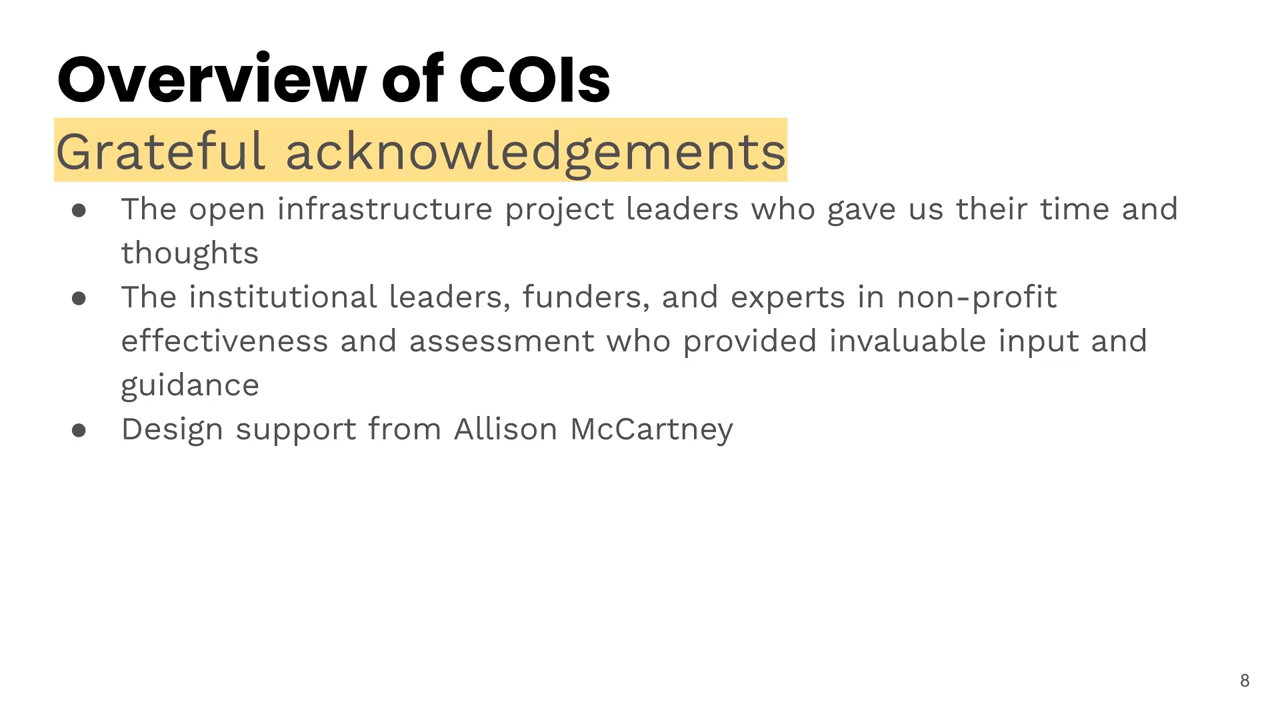 Overview of COIs
Grateful acknowledgements
● The open infrastructure project leaders who gave us their time and
thoughts
● The institutional leaders, funders, and experts in non-profit
effectiveness and assessment who provided invaluable input and
guidance
● Design support from Allison McCartney
8